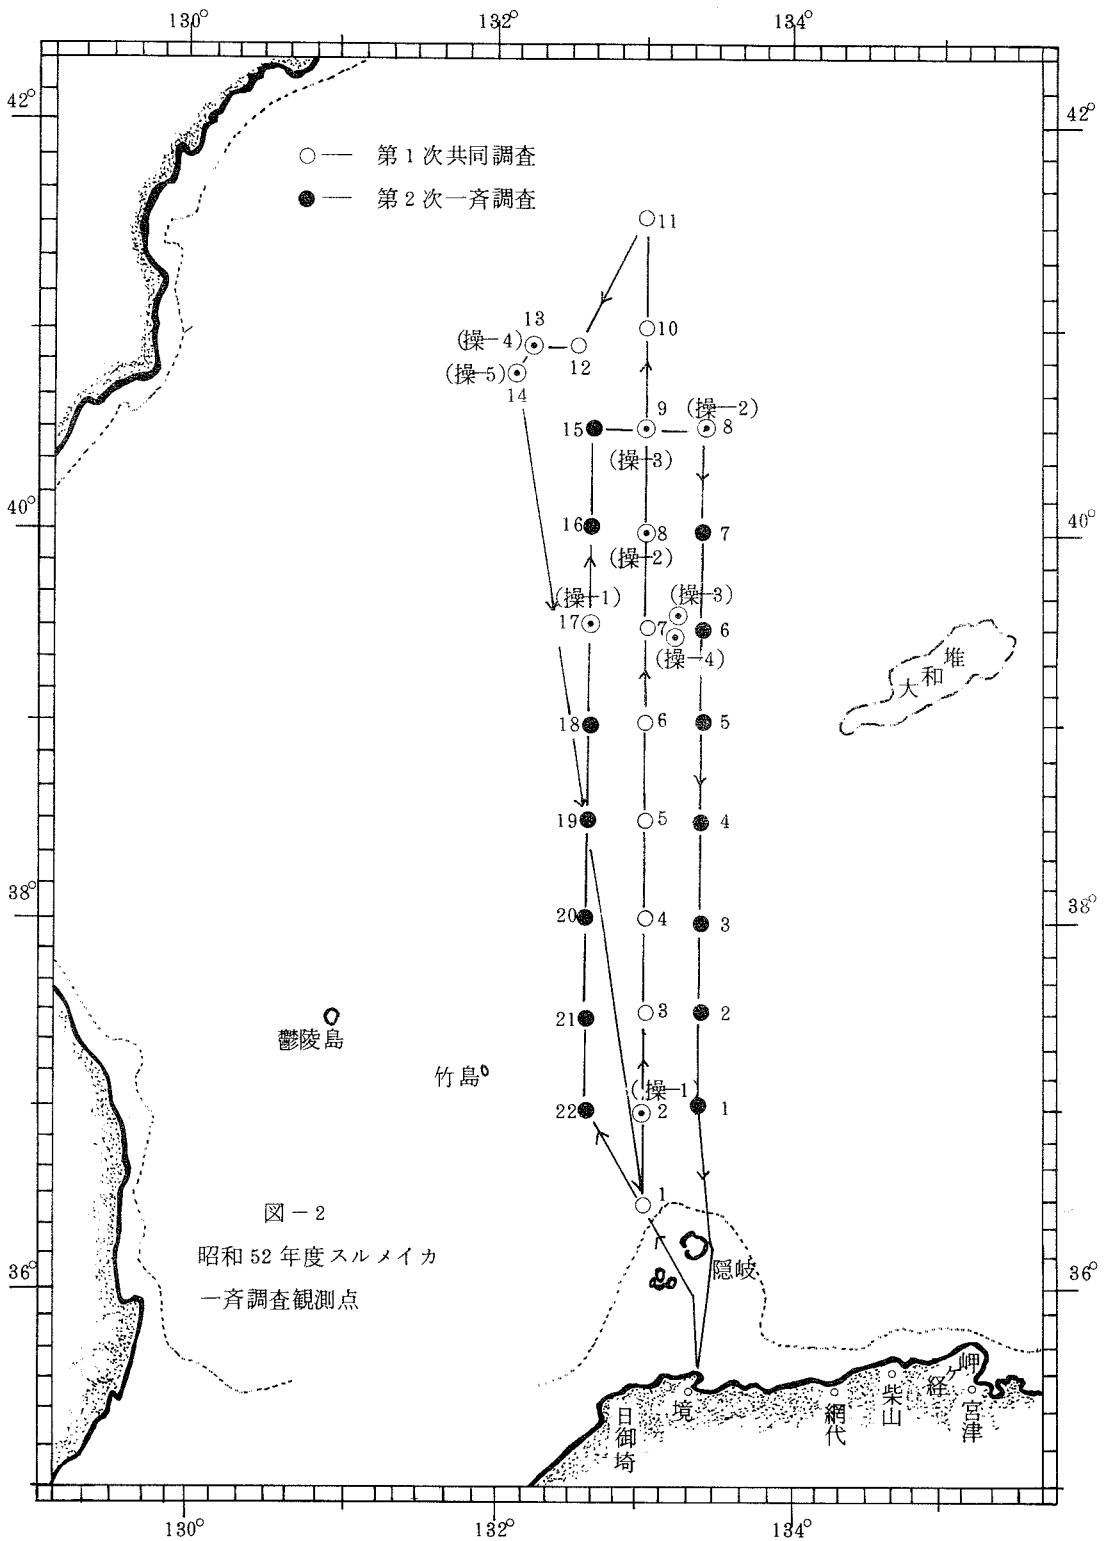 130° 132° 134°
42° 42°
○— 第1次共同調査
●— 第2次一斉調査
11
10
13
(操-4)
12
(操-5)
14
9
(操-2)
15
8
(操-3)
40° 40°
16
8
7
(操-2)
(操-1)
(操-3)
17
7
6
(操-4)
大和堆
18
6
5
19
5
4
38° 38°
20
4
3
21
3
2
鬱陵島
竹島
(操-1)
22
2
1
1
図-2
昭和52年度スルメイカ
一斉調査観測点
隠岐
36° 36°
日御埼
境
網代
柴山
経ヶ岬
宮津
130° 132° 134°